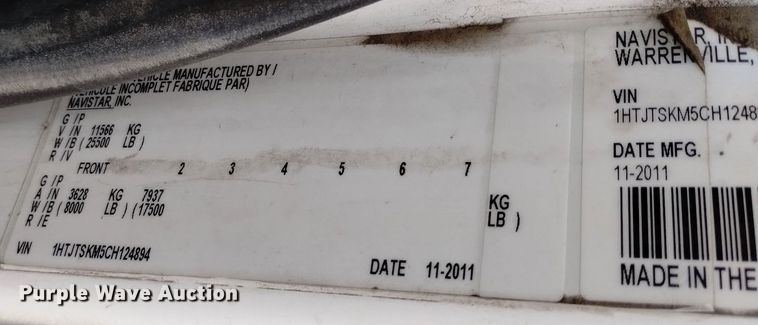 VEHICLE MANUFACTURED BY /
VEHICULE INCOMPLET FABRIQUE PAR)
NAVISTAR, INC.
G / P
V / N 11566 KG
W / B ( 25500 LB )
R / V
FRONT 2 3 4 5 6 7
G / P
A / N 3628 KG 7937 KG
W / B ( 8000 LB ) ( 17500 LB )
R / E
VIN 1HTJTSKM5CH124894
DATE 11-2011
NAVISTAR, INC
WARRENVILLE,
VIN
1HTJTSKM5CH1248
DATE MFG.
11-2011
MADE IN THE
Purple Wave Auction